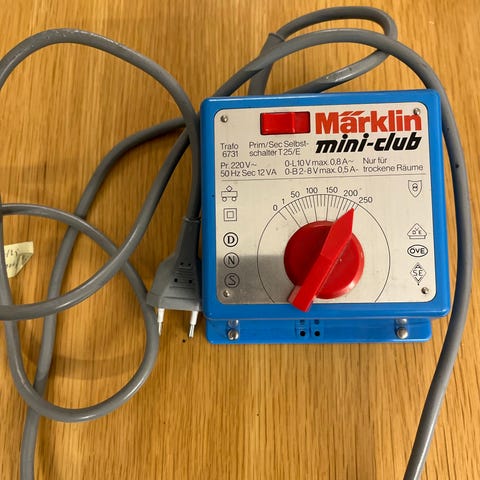 Märklin
mini-club
Trafo Prim/Sec Selbst-
6731 schalter T 25/E
Pr. 220 V~ 0-L10 V max. 0,8 A~ Nur für
50 Hz Sec 12 VA 0-B 2-8 V max. 0,5 A- trockene Räume
0 1 50 100 150 200 250
D
N
S
D E
ÖVE
S E